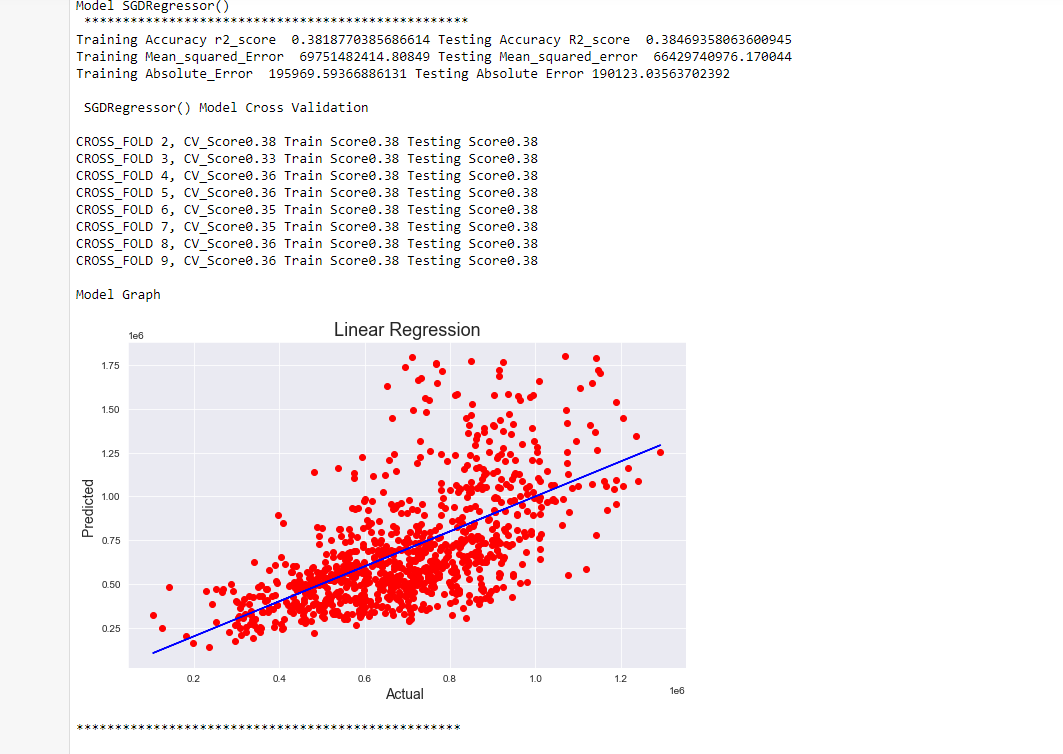 Model SGDRegressor()
**************************************************
Training Accuracy r2_score  0.3818770385686614 Testing Accuracy R2_score  0.38469358063600945
Training Mean_squared_Error  69751482414.80849 Testing Mean_squared_error  66429740976.170044
Training Absolute_Error  195969.59366886131 Testing Absolute Error 190123.03563702392
SGDRegressor() Model Cross Validation
CROSS_FOLD 2, CV_Score0.38 Train Score0.38 Testing Score0.38
CROSS_FOLD 3, CV_Score0.33 Train Score0.38 Testing Score0.38
CROSS_FOLD 4, CV_Score0.36 Train Score0.38 Testing Score0.38
CROSS_FOLD 5, CV_Score0.36 Train Score0.38 Testing Score0.38
CROSS_FOLD 6, CV_Score0.35 Train Score0.38 Testing Score0.38
CROSS_FOLD 7, CV_Score0.35 Train Score0.38 Testing Score0.38
CROSS_FOLD 8, CV_Score0.36 Train Score0.38 Testing Score0.38
CROSS_FOLD 9, CV_Score0.36 Train Score0.38 Testing Score0.38
Model Graph
Linear Regression
1e6
1.75
1.50
1.25
1.00
0.75
0.50
0.25
Predicted
0.2 0.4 0.6 0.8 1.0 1.2
Actual
1e6
**************************************************